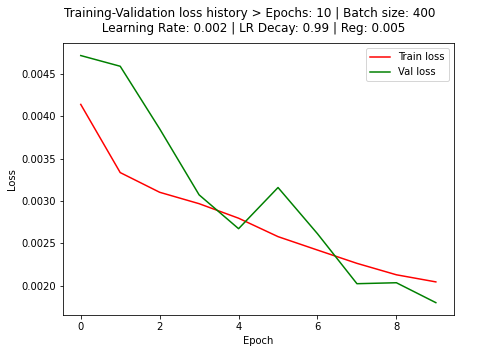 Training-Validation loss history > Epochs: 10 | Batch size: 400
Learning Rate: 0.002 | LR Decay: 0.99 | Reg: 0.005
Train loss
Val loss
0.0045
0.0040
0.0035
0.0030
0.0025
0.0020
Loss
0 2 4 6 8
Epoch